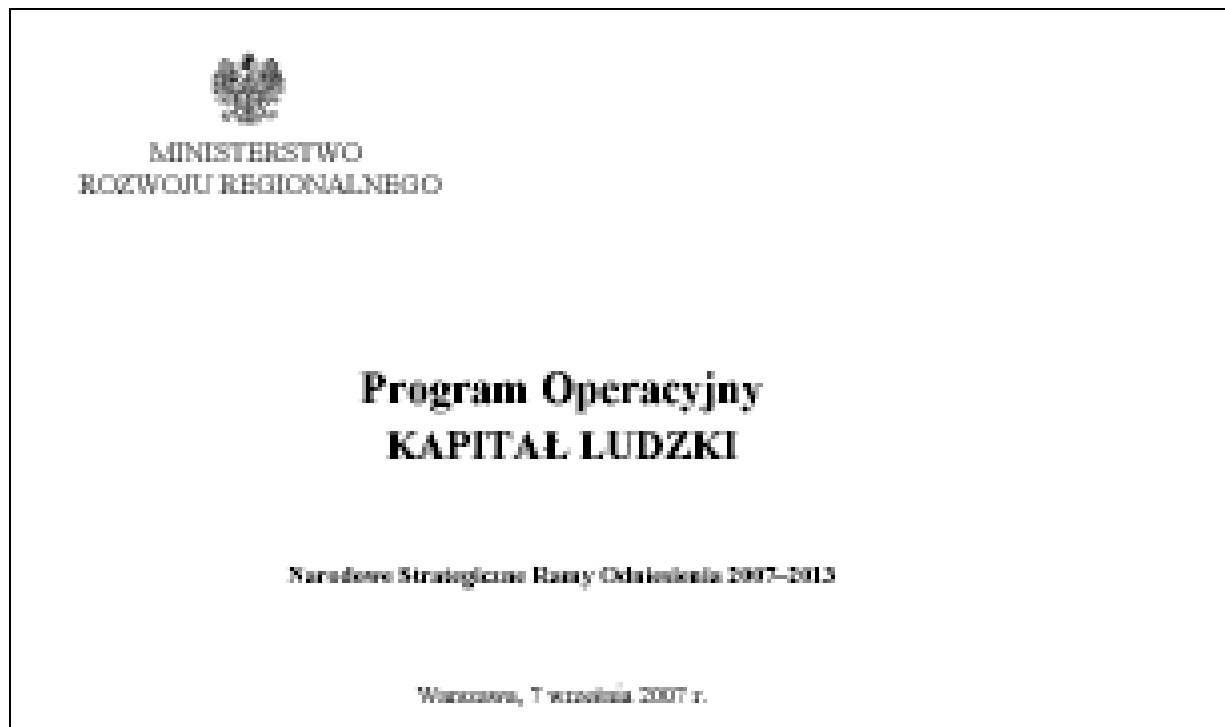 MINISTERSTWO
ROZWOJU REGIONALNEGO
Program Operacyjny
KAPITAŁ LUDZKI
Narodowe Strategiczne Ramy Odniesienia 2007–2013
Warszawa, 7 września 2007 r.